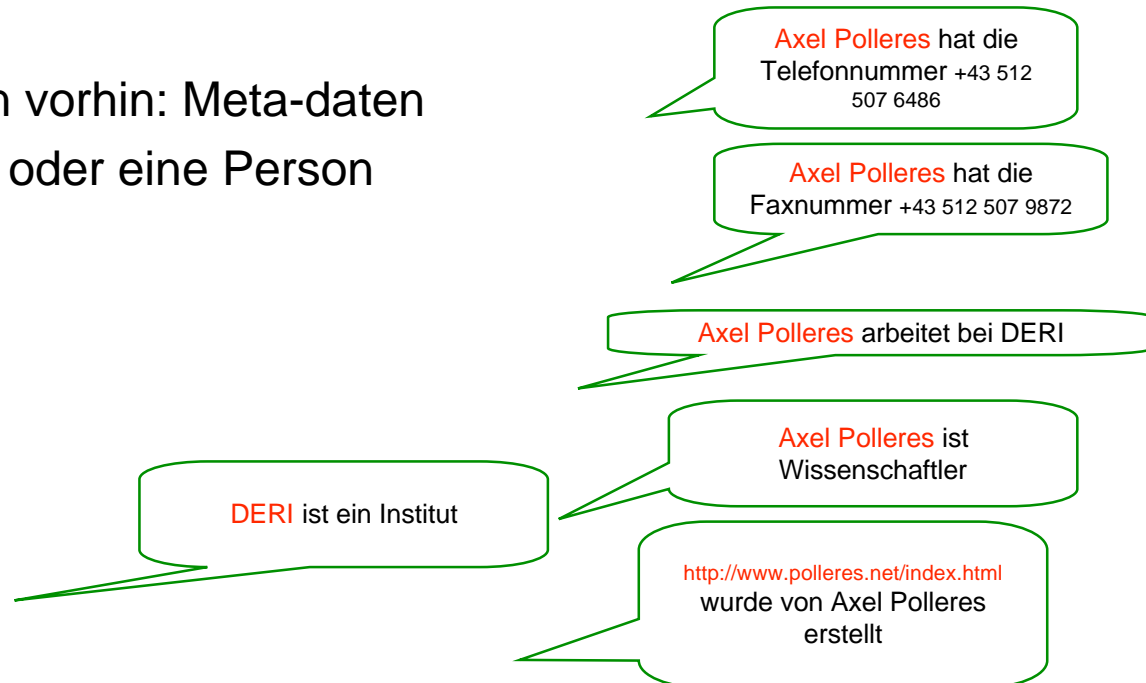 n vorhin: Meta-daten
oder eine Person
Axel Polleres hat die
Telefonnummer +43 512
507 6486
Axel Polleres hat die
Faxnummer +43 512 507 9872
Axel Polleres arbeitet bei DERI
Axel Polleres ist
Wissenschaftler
DERI ist ein Institut
http://www.polleres.net/index.html
wurde von Axel Polleres
erstellt